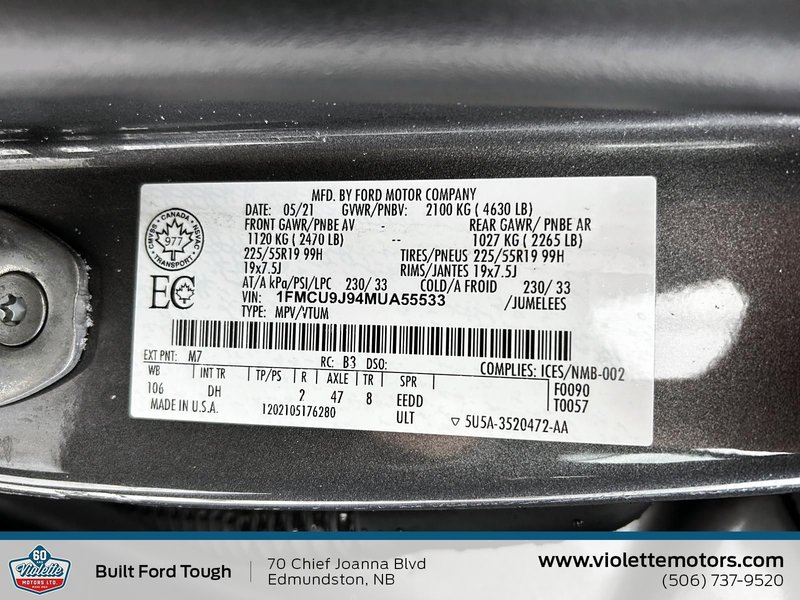 MFD. BY FORD MOTOR COMPANY
DATE: 05/21 GVWR/PNBV: 2100 KG ( 4630 LB)
FRONT GAWR/PNBE AV - REAR GAWR/ PNBE AR
1120 KG ( 2470 LB) -- 1027 KG ( 2265 LB)
225/55R19 99H TIRES/PNEUS 225/55R19 99H
19x7.5J RIMS/JANTES 19x7.5J
AT/A kPa/PSI/LPC 230/ 33 COLD/A FROID 230/ 33
VIN: 1FMCU9J94MUA55533 /JUMELEES
TYPE: MPV/VTUM
CANADA
CMVSS
NSVAC
977
TRANSPORT
EC
EXT PNT: M7 RC: B3 DSO: COMPLIES: ICES/NMB-002
WB INT TR TP/PS R AXLE TR SPR F0090
106 DH 2 47 8 EEDD T0057
MADE IN U.S.A. 1202105176280 ULT ▽ 5U5A-3520472-AA
60
Violette
MOTORS LTD.
Built Ford Tough
70 Chief Joanna Blvd
Edmundston, NB
www.violettemotors.com
(506) 737-9520